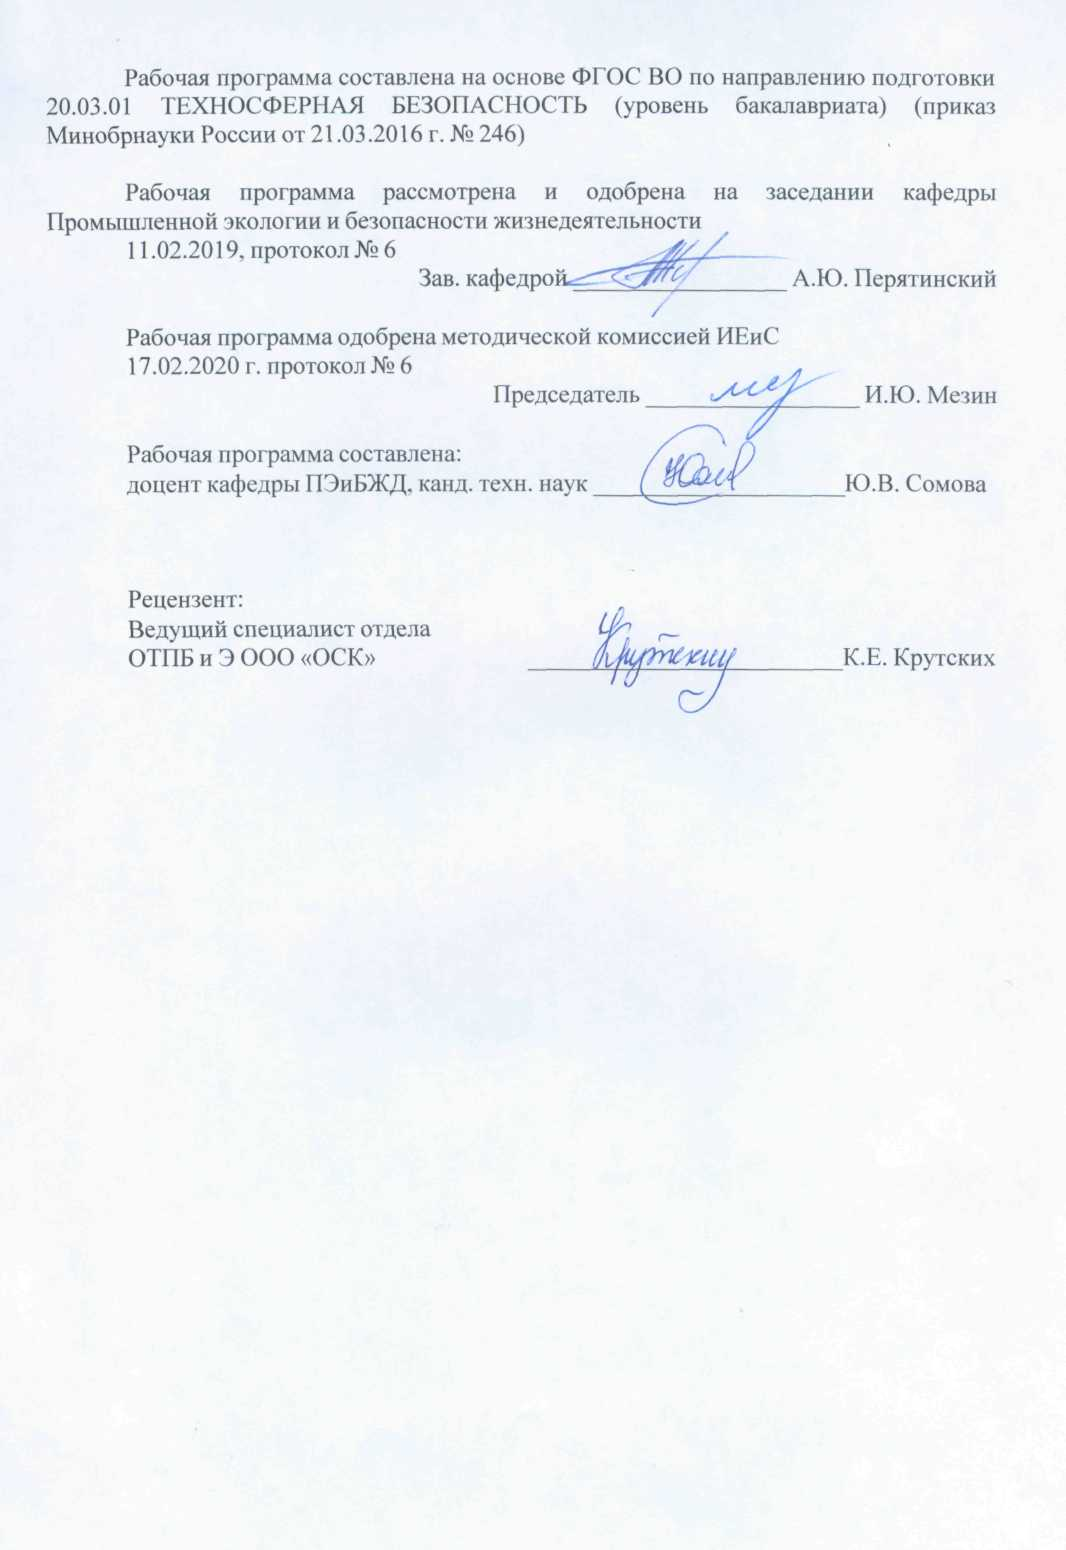 Рабочая программа составлена на основе ФГОС ВО по направлению подготовки
20.03.01 ТЕХНОСФЕРНАЯ БЕЗОПАСНОСТЬ (уровень бакалавриата) (приказ
Минобрнауки России от 21.03.2016 г. № 246)
Рабочая программа рассмотрена и одобрена на заседании кафедры
Промышленной экологии и безопасности жизнедеятельности
11.02.2019, протокол № 6
Зав. кафедрой _________________ А.Ю. Перятинский
Рабочая программа одобрена методической комиссией ИЕиС
17.02.2020 г. протокол № 6
Председатель _________________ И.Ю. Мезин
Рабочая программа составлена:
доцент кафедры ПЭиБЖД, канд. техн. наук ____________________Ю.В. Сомова
Рецензент:
Ведущий специалист отдела
ОТПБ и Э ООО «ОСК» _________________________К.Е. Крутских